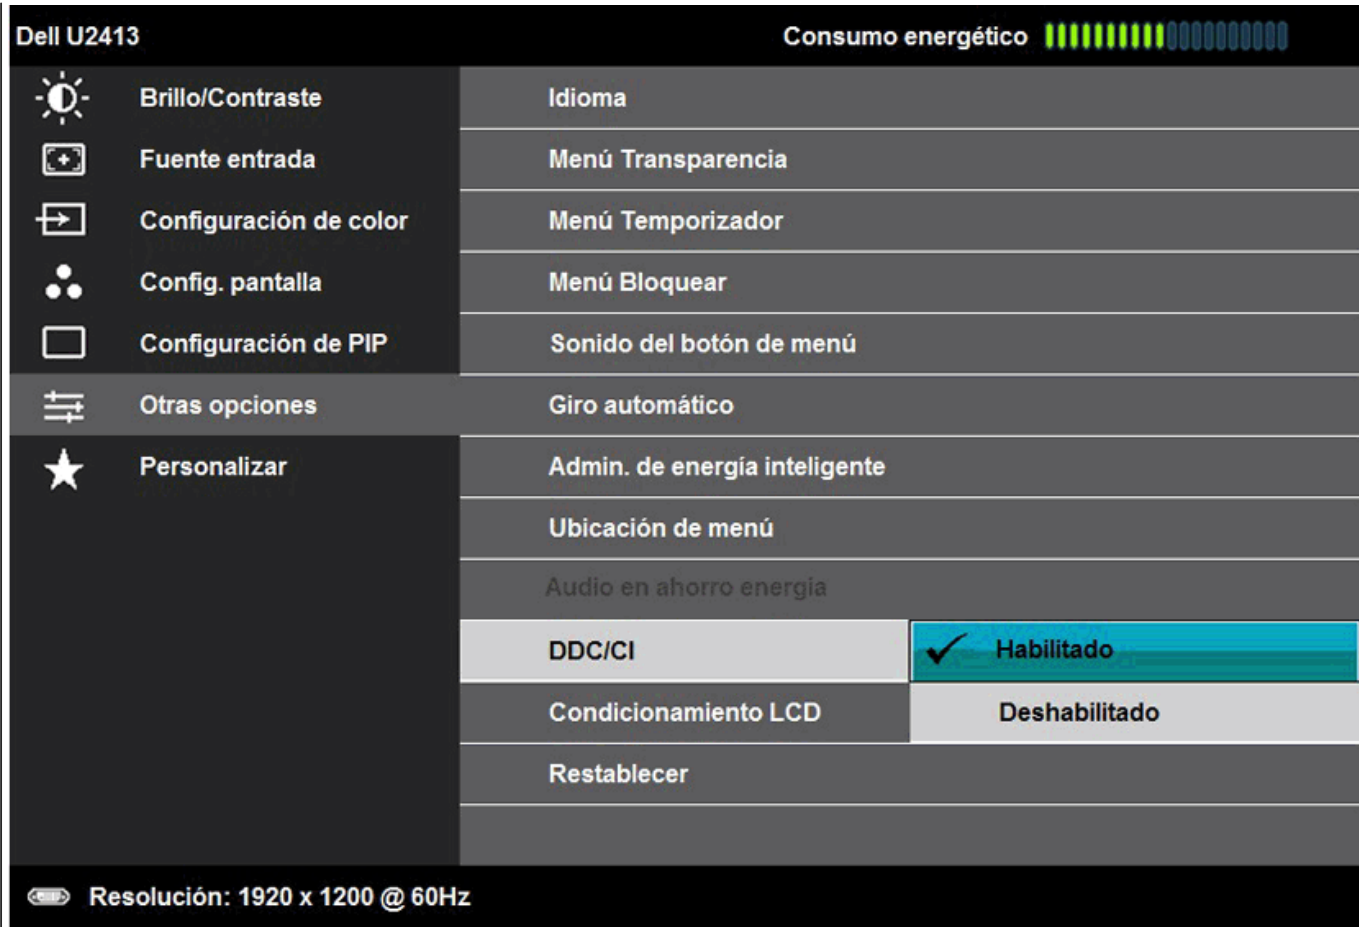 Dell U2413
Consumo energético
Brillo/Contraste
Fuente entrada
Configuración de color
Config. pantalla
Configuración de PIP
Otras opciones
Personalizar
Idioma
Menú Transparencia
Menú Temporizador
Menú Bloquear
Sonido del botón de menú
Giro automático
Admin. de energía inteligente
Ubicación de menú
Audio en ahorro energía
DDC/CI
Habilitado
Condicionamiento LCD
Deshabilitado
Restablecer
Resolución: 1920 x 1200 @ 60Hz